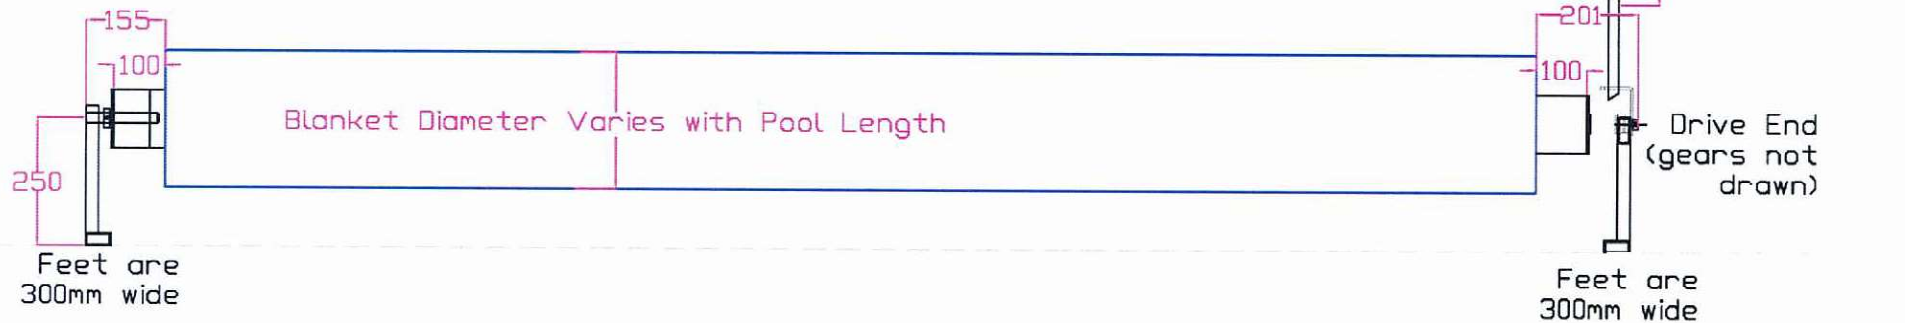 155
201
100
100
Blanket Diameter Varies with Pool Length
250
Drive End
(gears not
drawn)
Feet are
300mm wide
Feet are
300mm wide